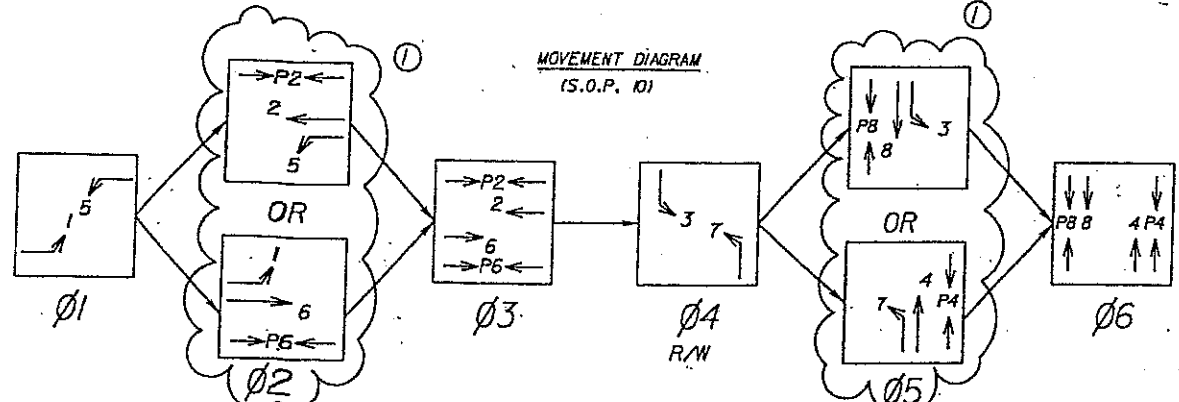 ①
①
MOVEMENT DIAGRAM
(S.O.P. 10)
→P2←
2
5
5
1
OR
1
6
→P6←
Ø1
Ø2
→P2←
2
6
→P6←
Ø3
3
7
Ø4
R/W
P8
8
3
OR
7
4
P4
Ø5
P8 8
4 P4
Ø6